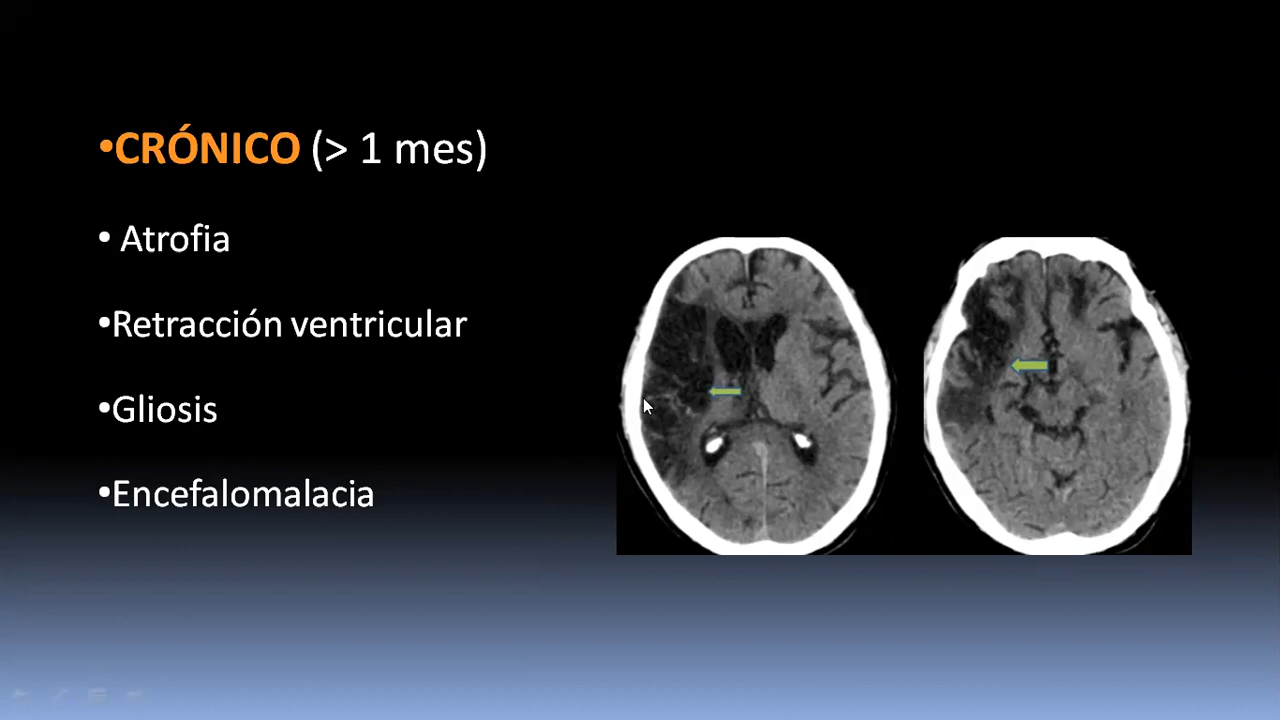 •CRÓNICO (> 1 mes)
• Atrofia
•Retracción ventricular
•Gliosis
•Encefalomalacia